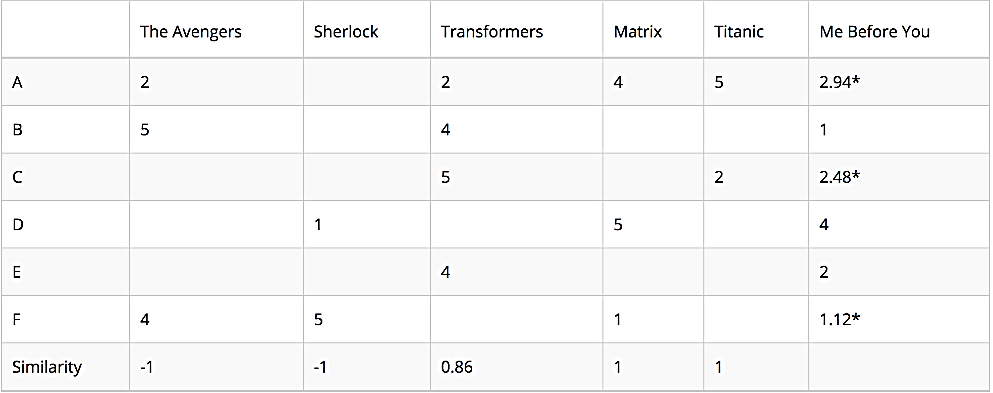 The Avengers Sherlock Transformers Matrix Titanic Me Before You
A 2 2 4 5 2.94*
B 5 4 1
C 5 2 2.48*
D 1 5 4
E 4 2
F 4 5 1 1.12*
Similarity -1 -1 0.86 1 1